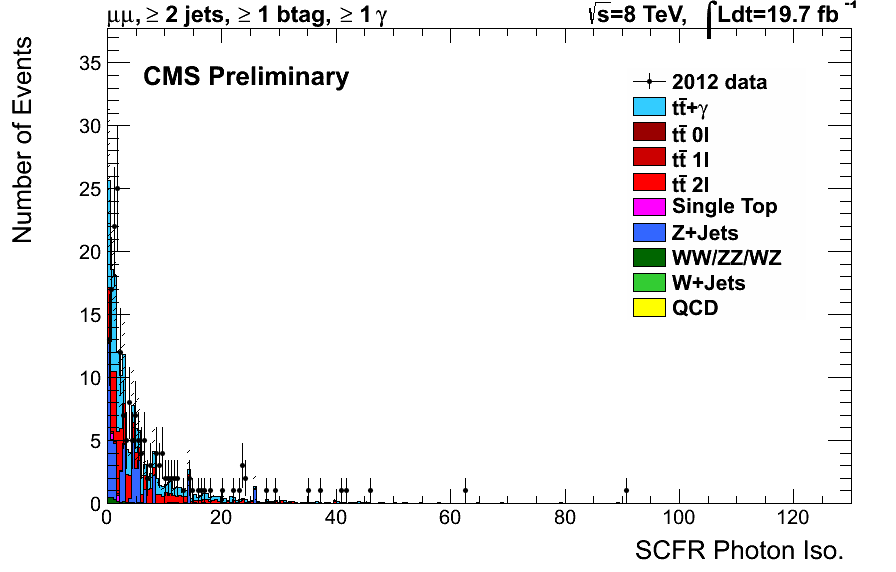 μμ, ≥ 2 jets, ≥ 1 btag, ≥ 1 γ
√s=8 TeV, ∫Ldt=19.7 fb⁻¹
CMS Preliminary
2012 data
tt̄+γ
tt̄ 0l
tt̄ 1l
tt̄ 2l
Single Top
Z+Jets
WW/ZZ/WZ
W+Jets
QCD
Number of Events
35
30
25
20
15
10
5
0
0 20 40 60 80 100 120
SCFR Photon Iso.